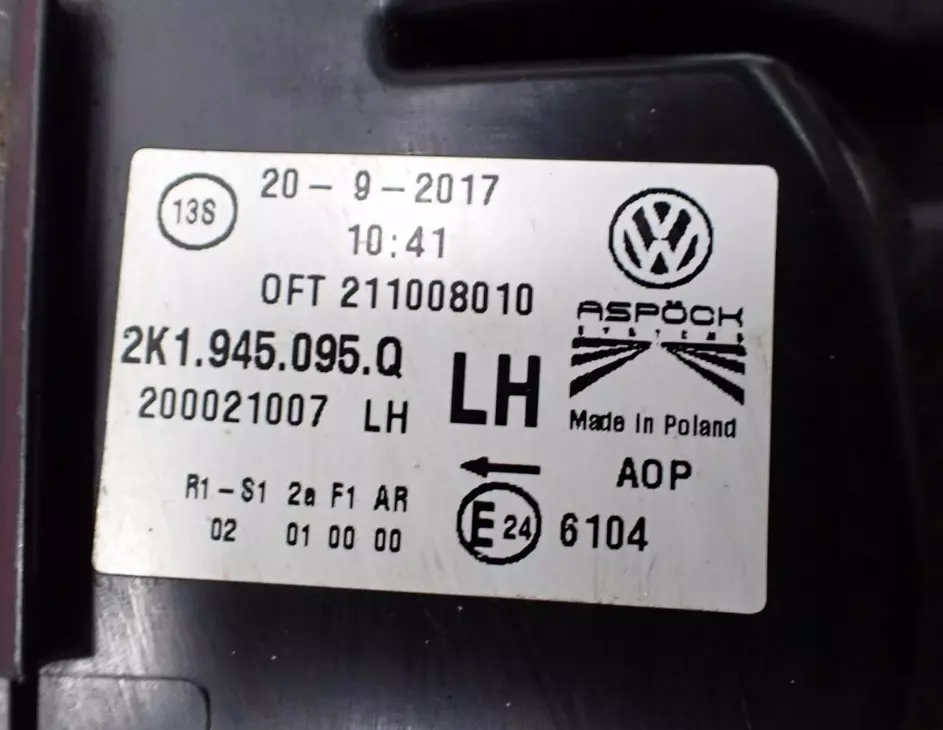 13S
20-9-2017
10:41
OFT 211008010
2K1.945.095.Q
200021007 LH
LH
ASPÖCK
SYSTEMS
Made in Poland
AOP
R1-S1 2a F1 AR
02 01 00 00
E 24 6104